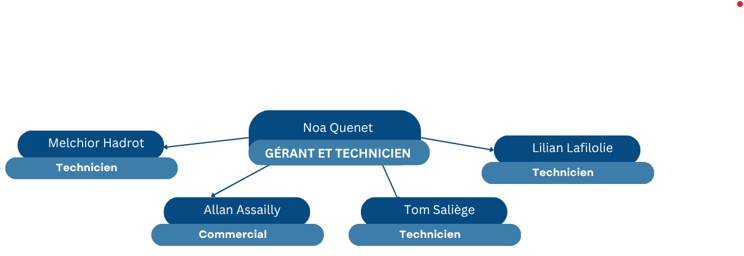 Noa Quenet
GÉRANT ET TECHNICIEN
Melchior Hadrot
Technicien
Lilian Lafilolie
Technicien
Allan Assailly
Commercial
Tom Saliège
Technicien